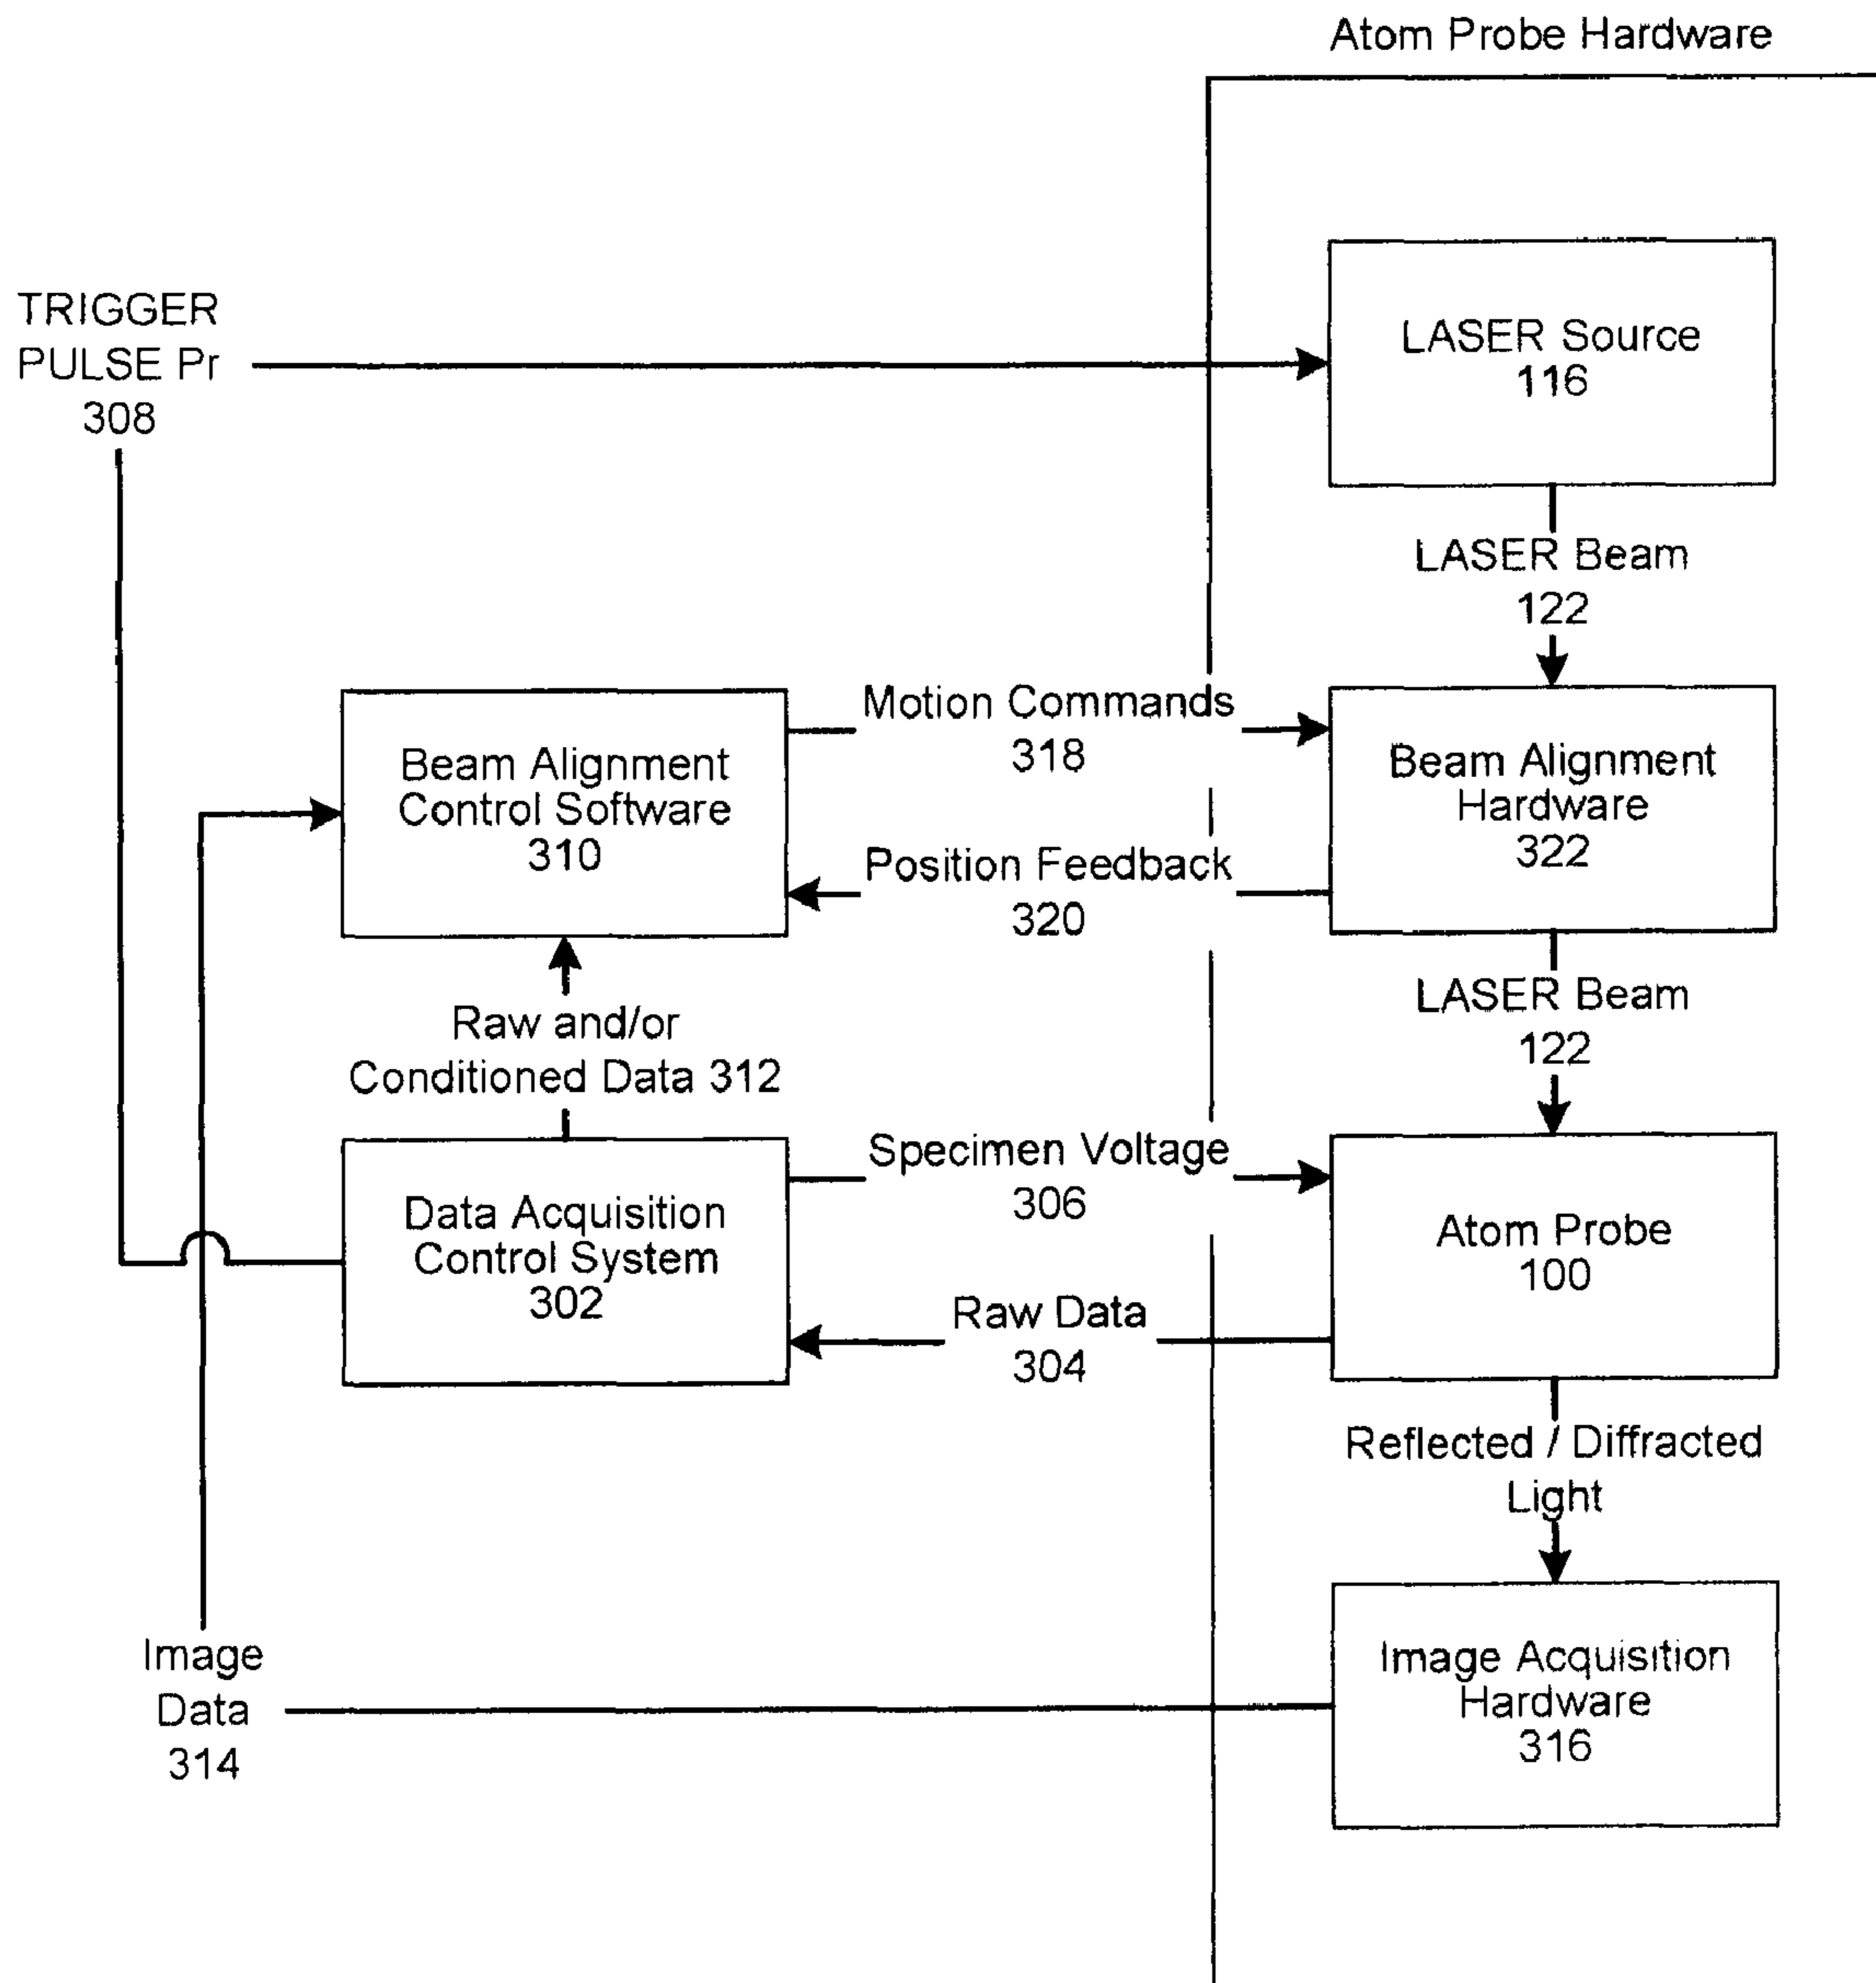 Atom Probe Hardware
TRIGGER
PULSE Pr
308
LASER Source
116
LASER Beam
122
Motion Commands
318
Beam Alignment
Control Software
310
Beam Alignment
Hardware
322
Position Feedback
320
LASER Beam
122
Raw and/or
Conditioned Data 312
Specimen Voltage
306
Data Acquisition
Control System
302
Atom Probe
100
Raw Data
304
Reflected / Diffracted
Light
Image
Data
314
Image Acquisition
Hardware
316